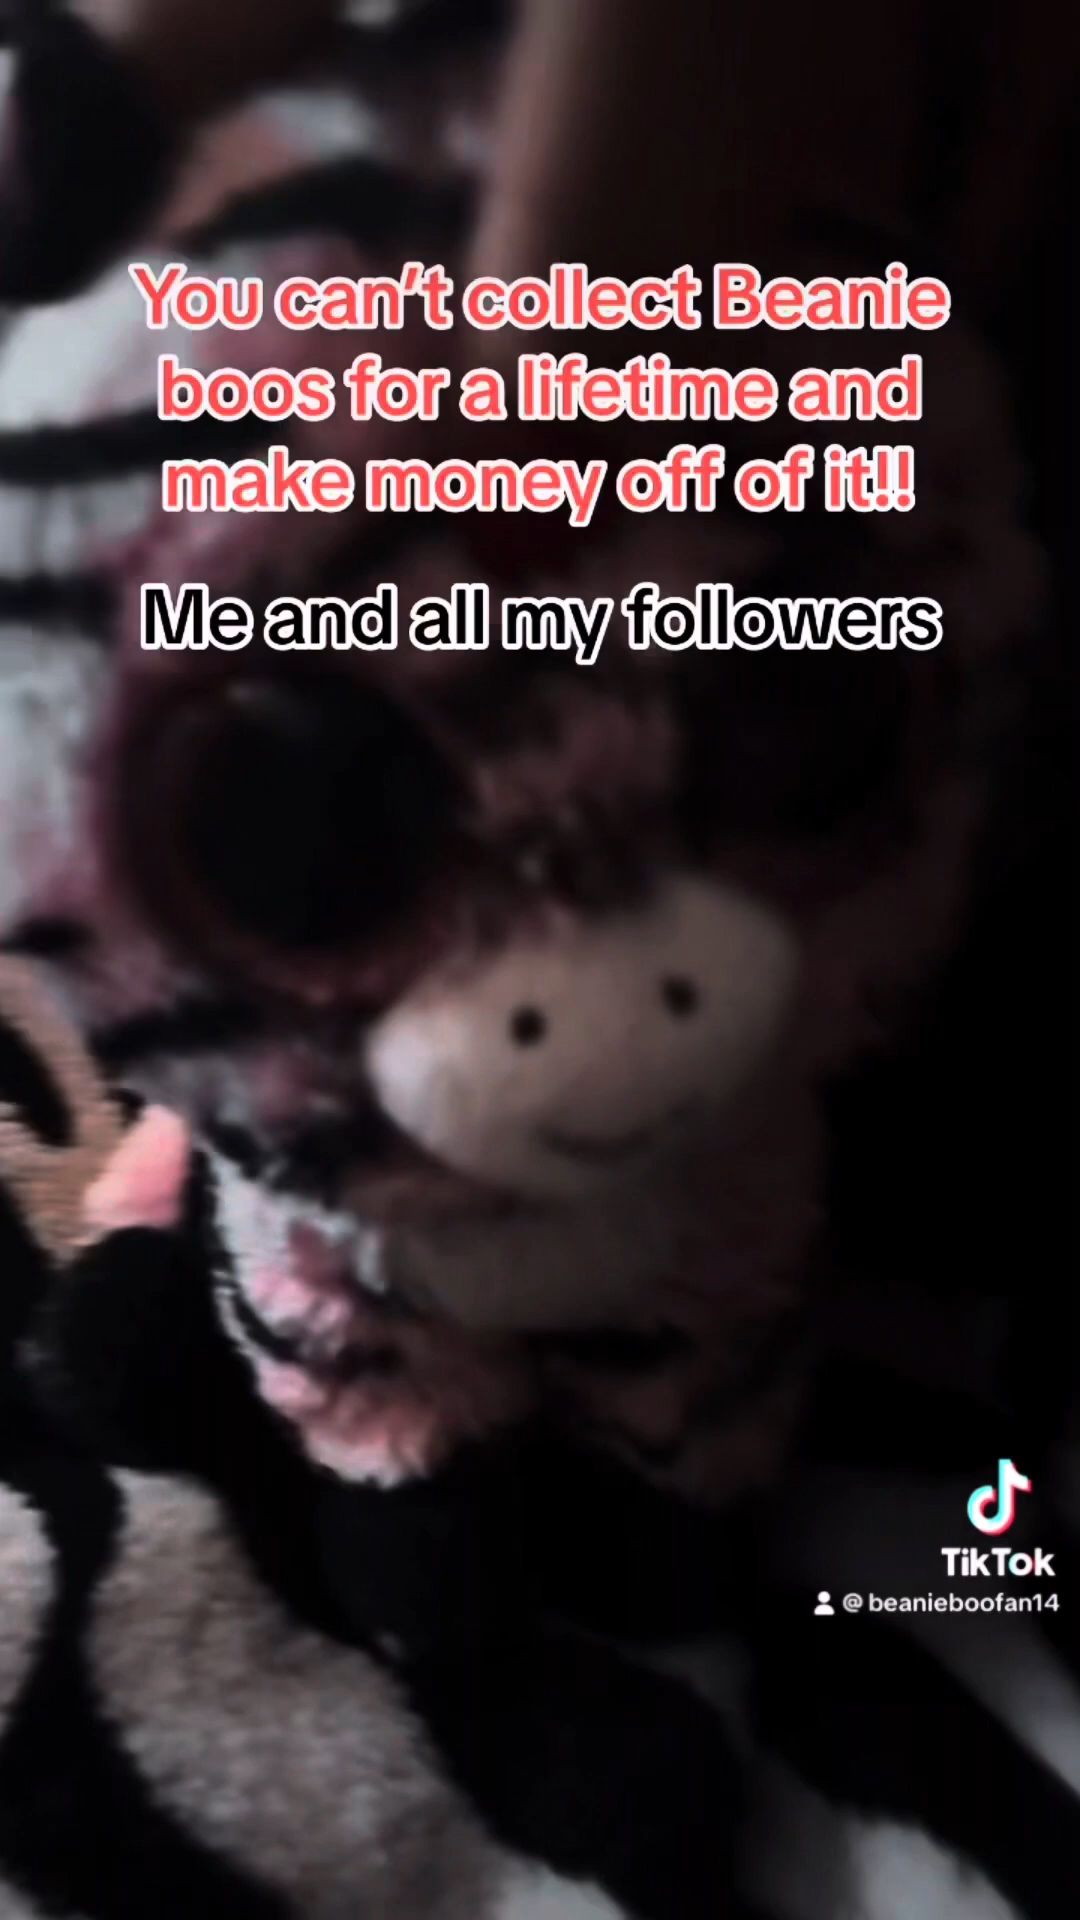 You can't collect Beanie
boos for a lifetime and
make money off of it!!
Me and all my followers
TikTok
@beanieboofan14